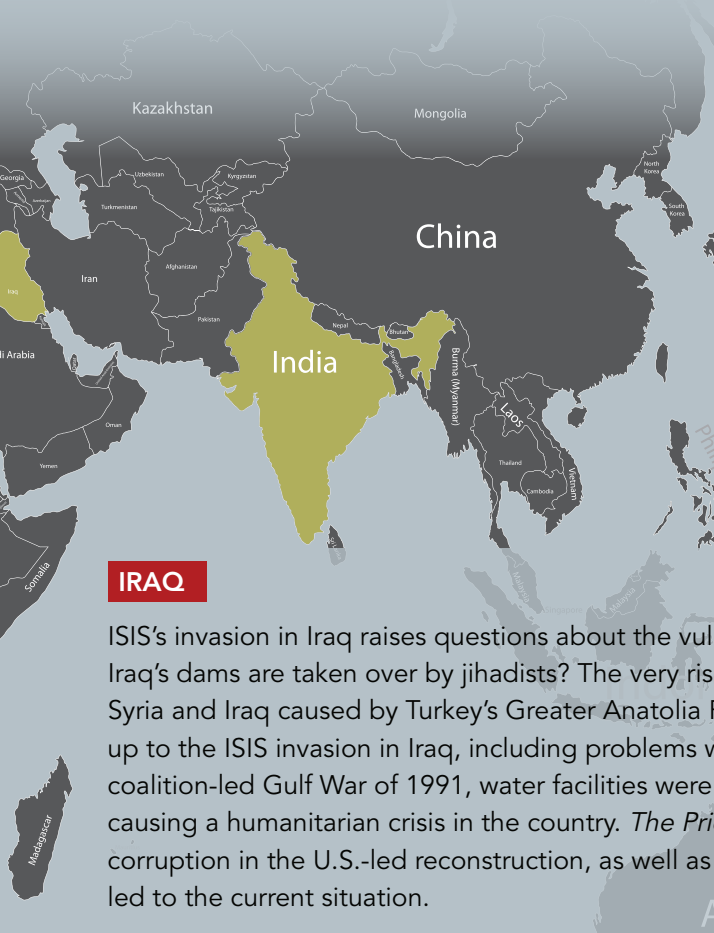 Kazakhstan
Mongolia
Georgia
Azerbaijan
Uzbekistan
Kyrgyzstan
Turkmenistan
Tajikistan
North
Korea
South
Korea
China
Iran
Afghanistan
Iraq
Pakistan
Nepal
Bhutan
Bangladesh
India
Burma (Myanmar)
Laos
i Arabia
Oman
Yemen
Thailand
Vietnam
Cambodia
Phil
Somalia
Malaysia
Malaysia
IRAQ
ISIS's invasion in Iraq raises questions about the vul
Iraq's dams are taken over by jihadists? The very ris
Syria and Iraq caused by Turkey's Greater Anatolia
up to the ISIS invasion in Iraq, including problems
coalition-led Gulf War of 1991, water facilities were
causing a humanitarian crisis in the country. The Pri
corruption in the U.S.-led reconstruction, as well as
led to the current situation.
Madagascar
A